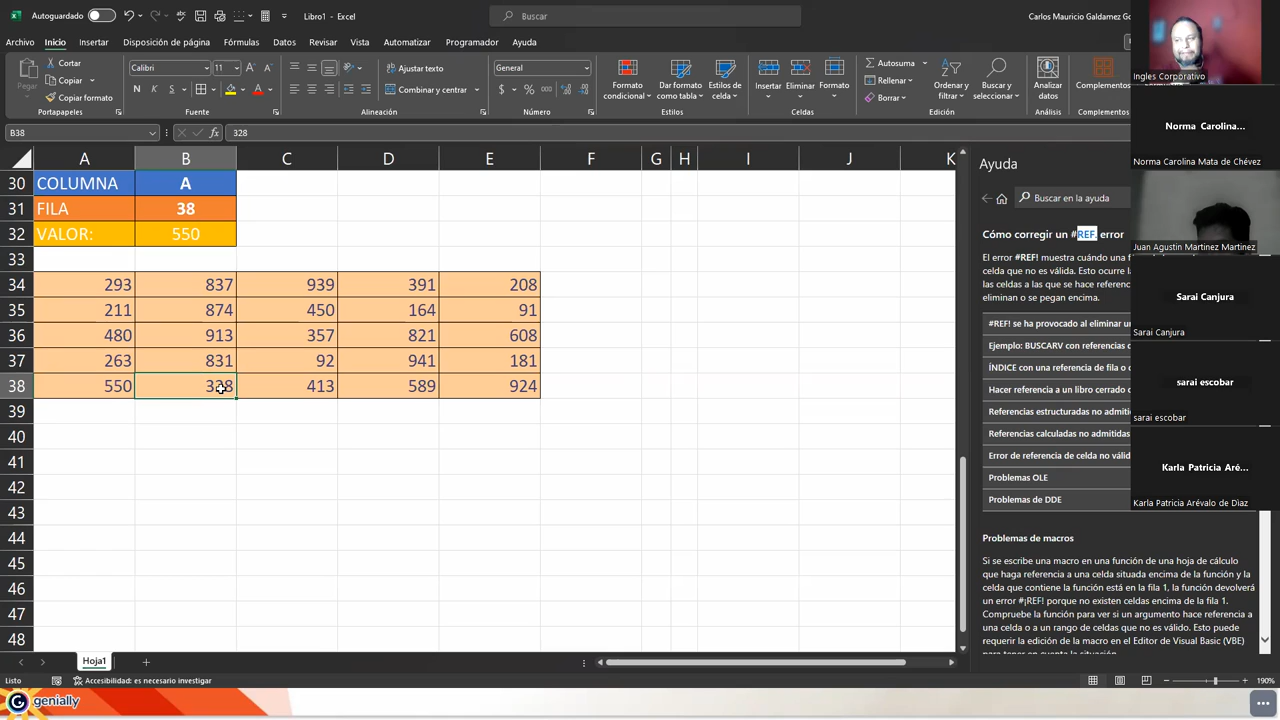 Autoguardado
Libro1 - Excel
Buscar
Carlos Mauricio Galdamez Go
Archivo Inicio Insertar Disposición de página Fórmulas Datos Revisar Vista Automatizar Programador Ayuda
Pegar
Cortar
Copiar
Copiar formato
Portapapeles
Calibri 11
N K S
Fuente
Ajustar texto
Combinar y centrar
Alineación
General
$ % 000
Número
Formato condicional
Dar formato como tabla
Estilos de celda
Estilos
Insertar Eliminar Formato
Celdas
Autosuma
Rellenar
Borrar
Ordenar y filtrar
Buscar y seleccionar
Edición
Analizar datos
Análisis
Complementos
Complementos
B38 fx 328
A B C D E F G H I J K
30 COLUMNA A
31 FILA 38
32 VALOR: 550
33
34 293 837 939 391 208
35 211 874 450 164 91
36 480 913 357 821 608
37 263 831 92 941 181
38 550 328 413 589 924
39
40
41
42
43
44
45
46
47
48
Hoja1
Listo
Accesibilidad: es necesario investigar
190%
Ayuda
Buscar en la ayuda
Cómo corregir un #REF! error
El error #REF! muestra cuándo una f
celda que no es válida. Esto ocurre l
las celdas a las que se hace referenc
eliminan o se pegan encima.
#REF! se ha provocado al eliminar u
Ejemplo: BUSCARV con referencias d
ÍNDICE con una referencia de fila o c
Hacer referencia a un libro cerrado c
Referencias estructuradas no admiti
Referencias calculadas no admitidas
Error de referencia de celda no válid
Problemas OLE
Problemas de DDE
Problemas de macros
Si se escribe una macro en una función de una hoja de cálculo
que haga referencia a una celda situada encima de la función y la
celda que contiene la función está en la fila 1, la función devolverá
un error #¡REF! porque no existen celdas encima de la fila 1.
Compruebe la función para ver si un argumento hace referencia a
una celda o a un rango de celdas que no es válido. Esto puede
requerir la edición de la macro en el Editor de Visual Basic (VBE)
para tener en cuenta la situación.
Ingles Corporativo
Norma Carolina...
Norma Carolina Mata de Chévez
Juan Agustin Martinez Martinez
Sarai Canjura
Sarai Canjura
sarai escobar
sarai escobar
Karla Patricia Aré...
Karla Patricia Arévalo de Dìaz
genially